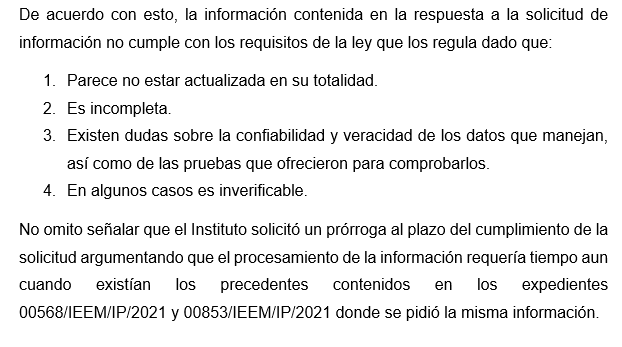 De acuerdo con esto, la información contenida en la respuesta a la solicitud de
información no cumple con los requisitos de la ley que los regula dado que:
1. Parece no estar actualizada en su totalidad.
2. Es incompleta.
3. Existen dudas sobre la confiabilidad y veracidad de los datos que manejan,
así como de las pruebas que ofrecieron para comprobarlos.
4. En algunos casos es inverificable.
No omito señalar que el Instituto solicitó un prórroga al plazo del cumplimiento de la
solicitud argumentando que el procesamiento de la información requería tiempo aun
cuando existían los precedentes contenidos en los expedientes
00568/IEEM/IP/2021 y 00853/IEEM/IP/2021 donde se pidió la misma información.